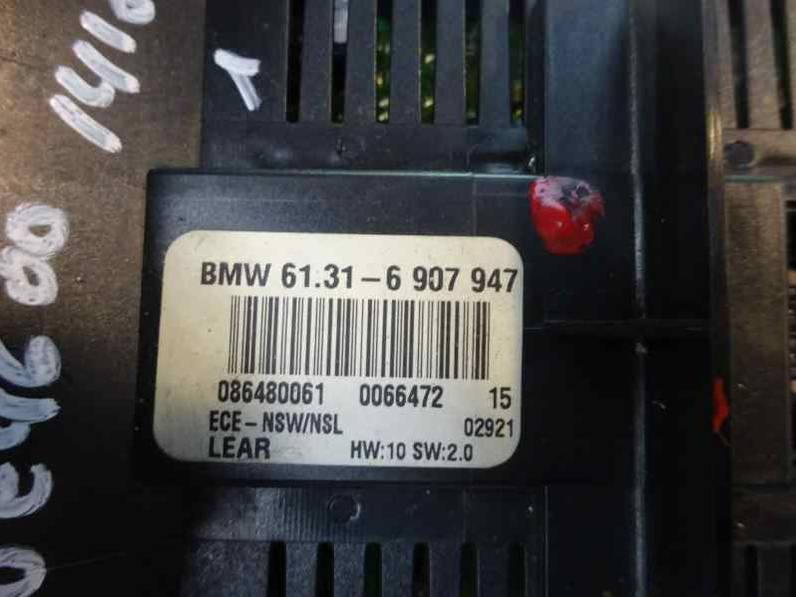 BMW 61.31-6 907 947
086480061 0066472 15
ECE-NSW/NSL 02921
LEAR HW:10 SW:2.0
1